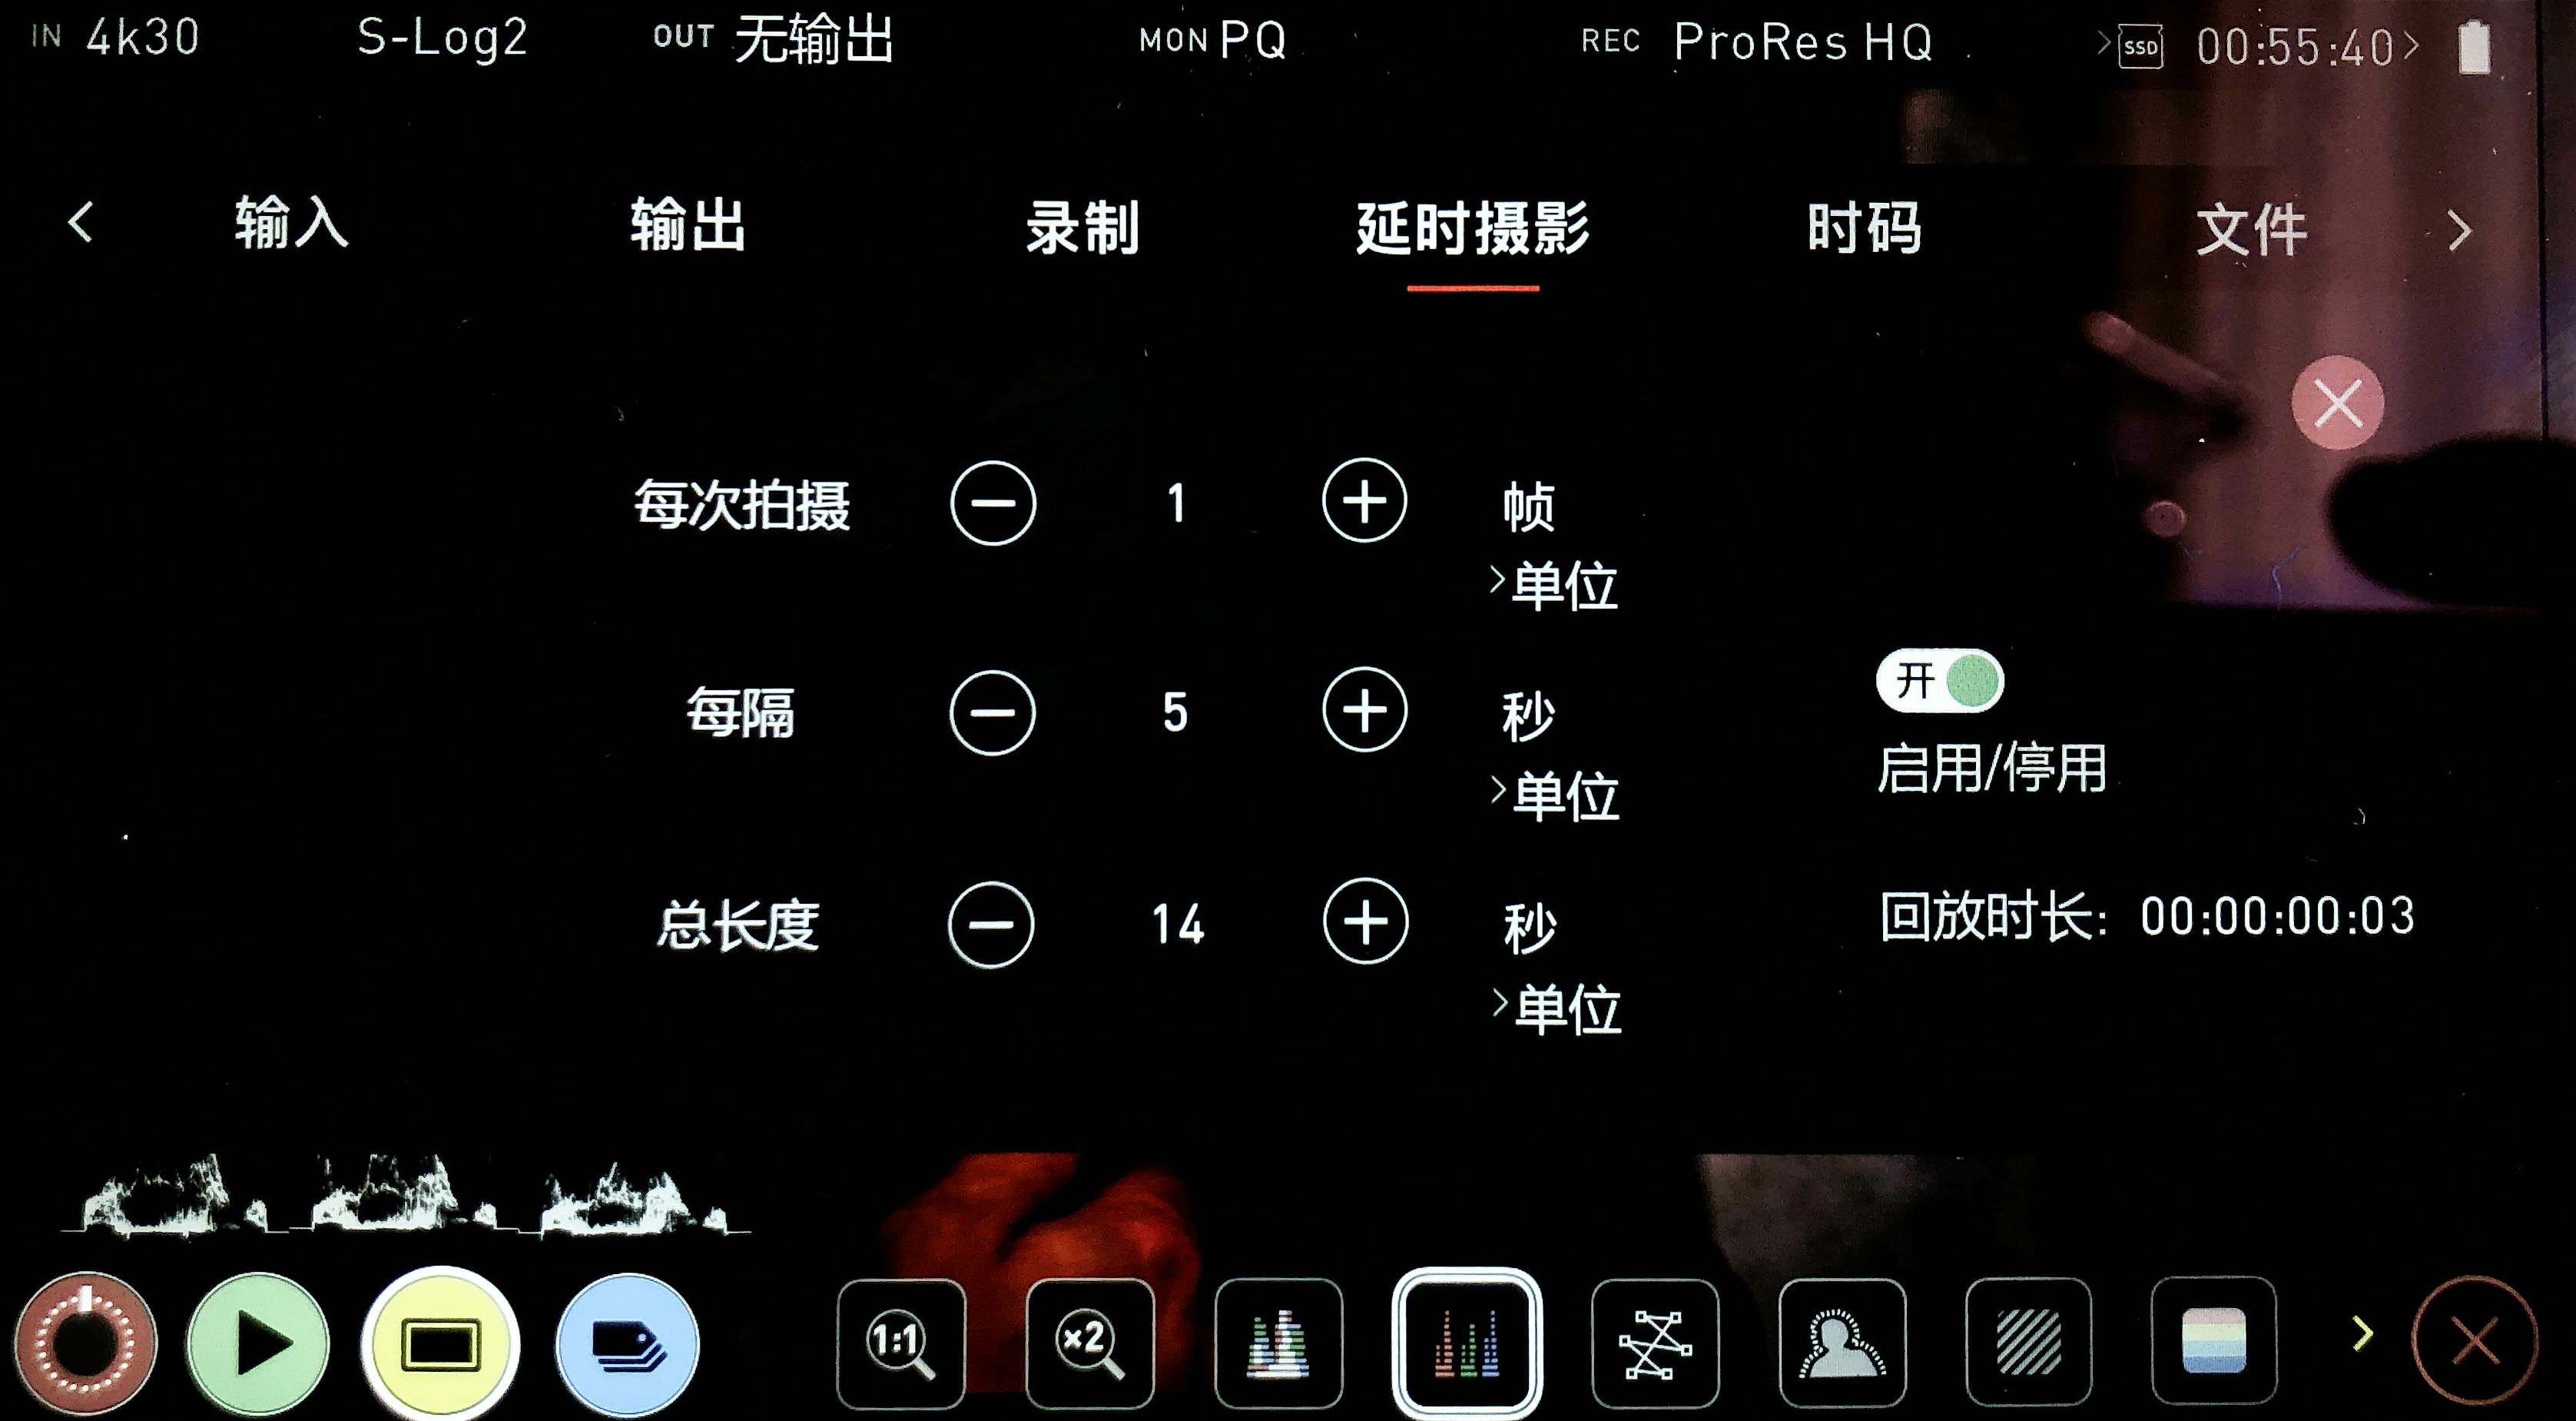 IN 4k30 S-Log2 OUT 无输出 MON PQ REC ProRes HQ SSD 00:55:40
输入 输出 录制 延时摄影 时码 文件
每次拍摄 1 帧
单位
每隔 5 秒 开
单位 启用/停用
总长度 14 秒 回放时长: 00:00:00:03
单位
1:1 ×2